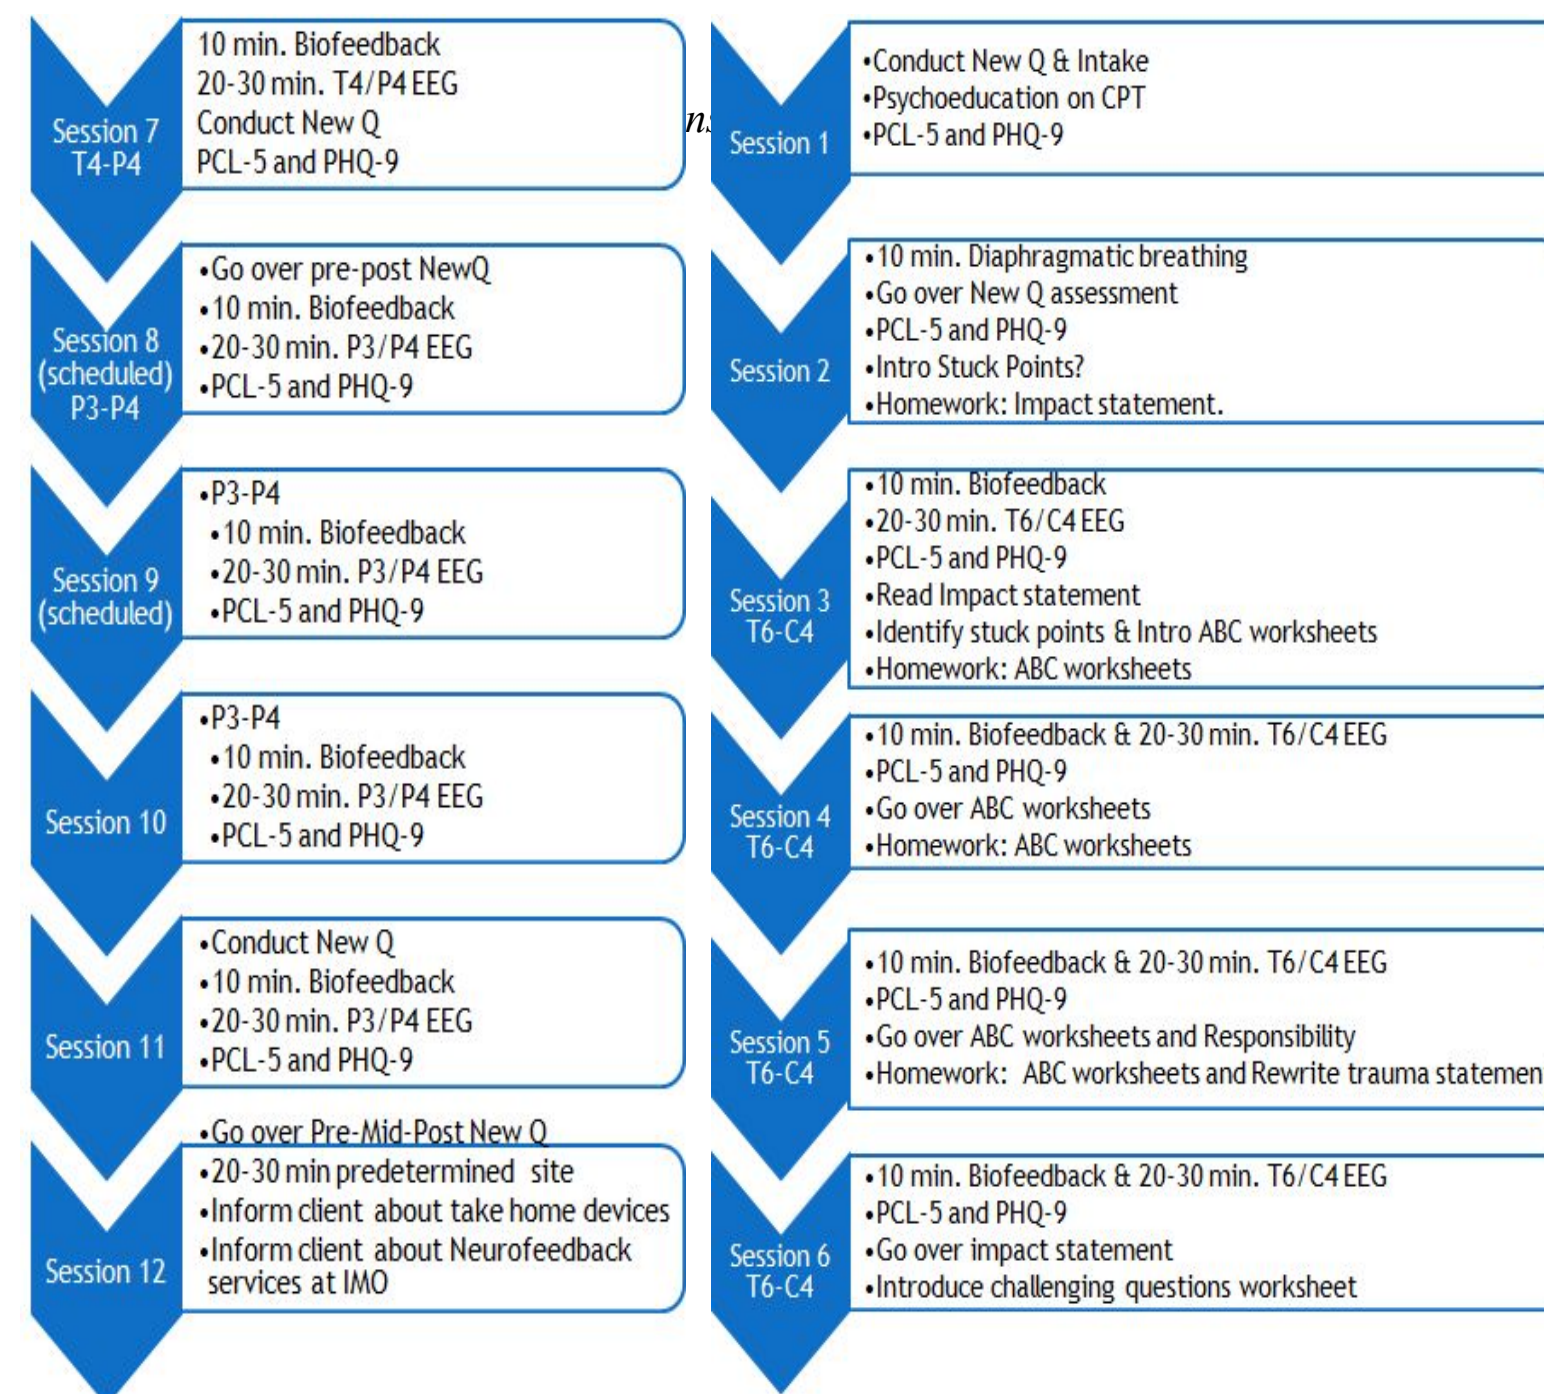 Session 7
T4-P4
10 min. Biofeedback
20-30 min. T4/P4 EEG
Conduct New Q
PCL-5 and PHQ-9
Session 8
(scheduled)
P3-P4
•Go over pre-post NewQ
•10 min. Biofeedback
•20-30 min. P3/P4 EEG
•PCL-5 and PHQ-9
Session 9
(scheduled)
•P3-P4
•10 min. Biofeedback
•20-30 min. P3/P4 EEG
•PCL-5 and PHQ-9
Session 10
•P3-P4
•10 min. Biofeedback
•20-30 min. P3/P4 EEG
•PCL-5 and PHQ-9
Session 11
•Conduct New Q
•10 min. Biofeedback
•20-30 min. P3/P4 EEG
•PCL-5 and PHQ-9
Session 12
•Go over Pre-Mid-Post New Q
•20-30 min predetermined site
•Inform client about take home devices
•Inform client about Neurofeedback
services at IMO
Session 1
•Conduct New Q & Intake
•Psychoeducation on CPT
•PCL-5 and PHQ-9
Session 2
•10 min. Diaphragmatic breathing
•Go over New Q assessment
•PCL-5 and PHQ-9
•Intro Stuck Points?
•Homework: Impact statement.
Session 3
T6-C4
•10 min. Biofeedback
•20-30 min. T6/C4 EEG
•PCL-5 and PHQ-9
•Read Impact statement
•Identify stuck points & Intro ABC worksheets
•Homework: ABC worksheets
Session 4
T6-C4
•10 min. Biofeedback & 20-30 min. T6/C4 EEG
•PCL-5 and PHQ-9
•Go over ABC worksheets
•Homework: ABC worksheets
Session 5
T6-C4
•10 min. Biofeedback & 20-30 min. T6/C4 EEG
•PCL-5 and PHQ-9
•Go over ABC worksheets and Responsibility
•Homework: ABC worksheets and Rewrite trauma statemen
Session 6
T6-C4
•10 min. Biofeedback & 20-30 min. T6/C4 EEG
•PCL-5 and PHQ-9
•Go over impact statement
•Introduce challenging questions worksheet